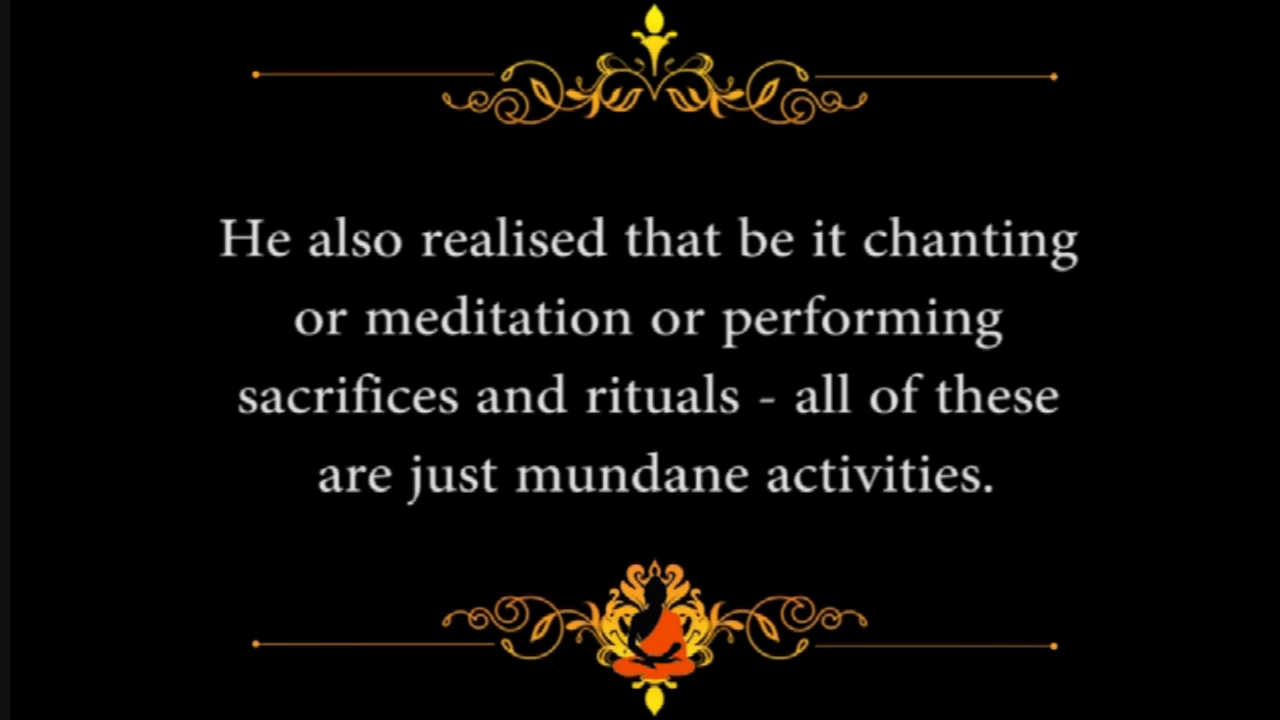 He also realised that be it chanting
or meditation or performing
sacrifices and rituals - all of these
are just mundane activities.